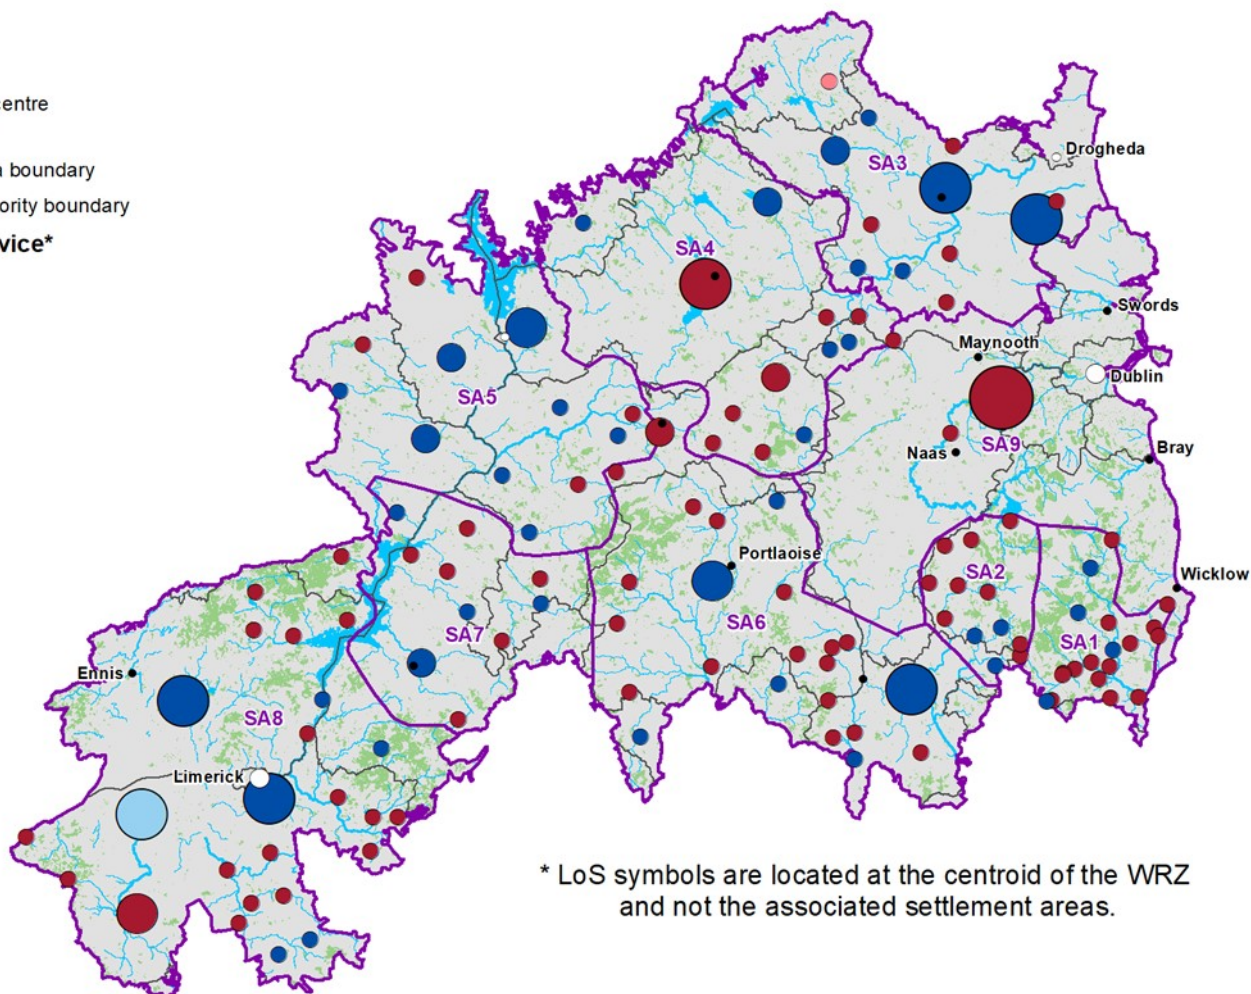 centre
boundary
ority boundary
vice*
Drogheda
SA3
SA4
Swords
Maynooth
Dublin
SA5
SA9
Bray
Naas
Portlaoise
SA2
Wicklow
SA7
SA6
SA1
Ennis
SA8
Limerick
* LoS symbols are located at the centroid of the WRZ
and not the associated settlement areas.